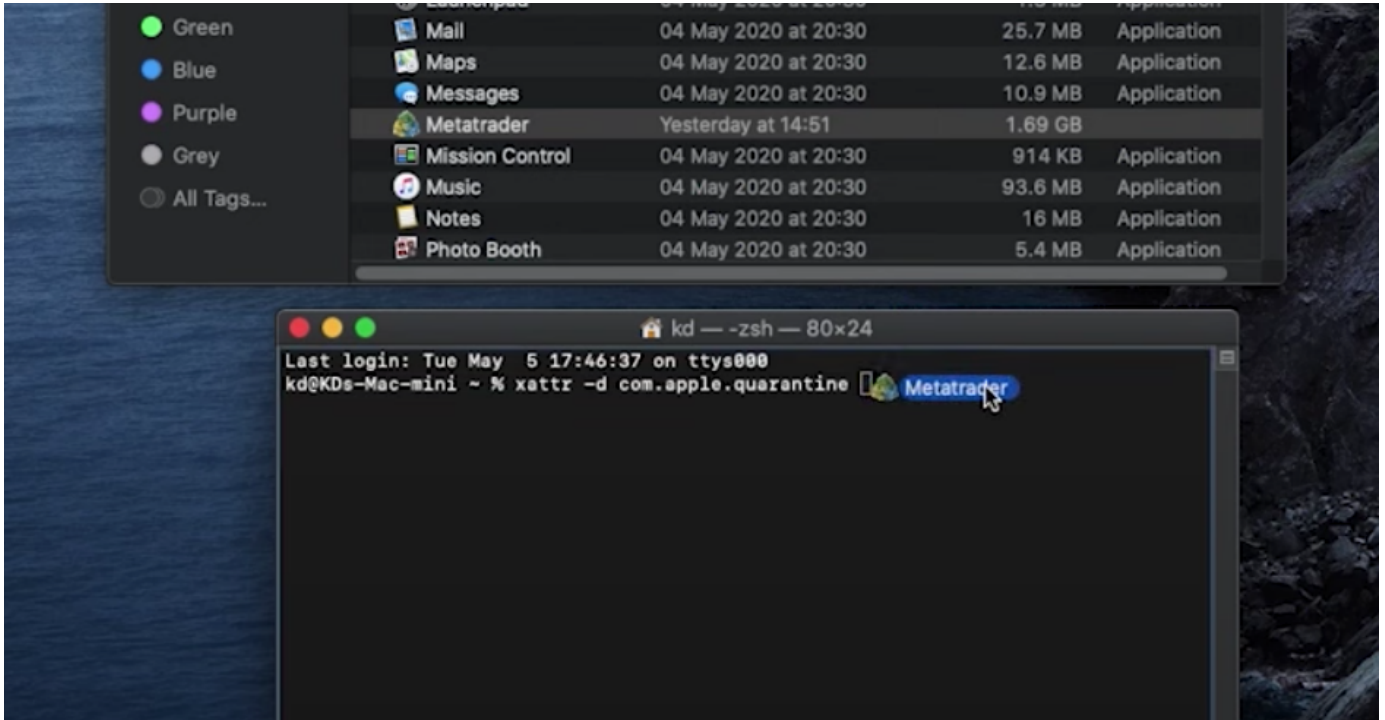 Green
Blue
Purple
Grey
All Tags...
Mail 04 May 2020 at 20:30 25.7 MB Application
Maps 04 May 2020 at 20:30 12.6 MB Application
Messages 04 May 2020 at 20:30 10.9 MB Application
Metatrader Yesterday at 14:51 1.69 GB
Mission Control 04 May 2020 at 20:30 914 KB Application
Music 04 May 2020 at 20:30 93.6 MB Application
Notes 04 May 2020 at 20:30 16 MB Application
Photo Booth 04 May 2020 at 20:30 5.4 MB Application
kd — -zsh — 80×24
Last login: Tue May  5 17:46:37 on ttys000
kd@KDs-Mac-mini ~ % xattr -d com.apple.quarantine Metatrader